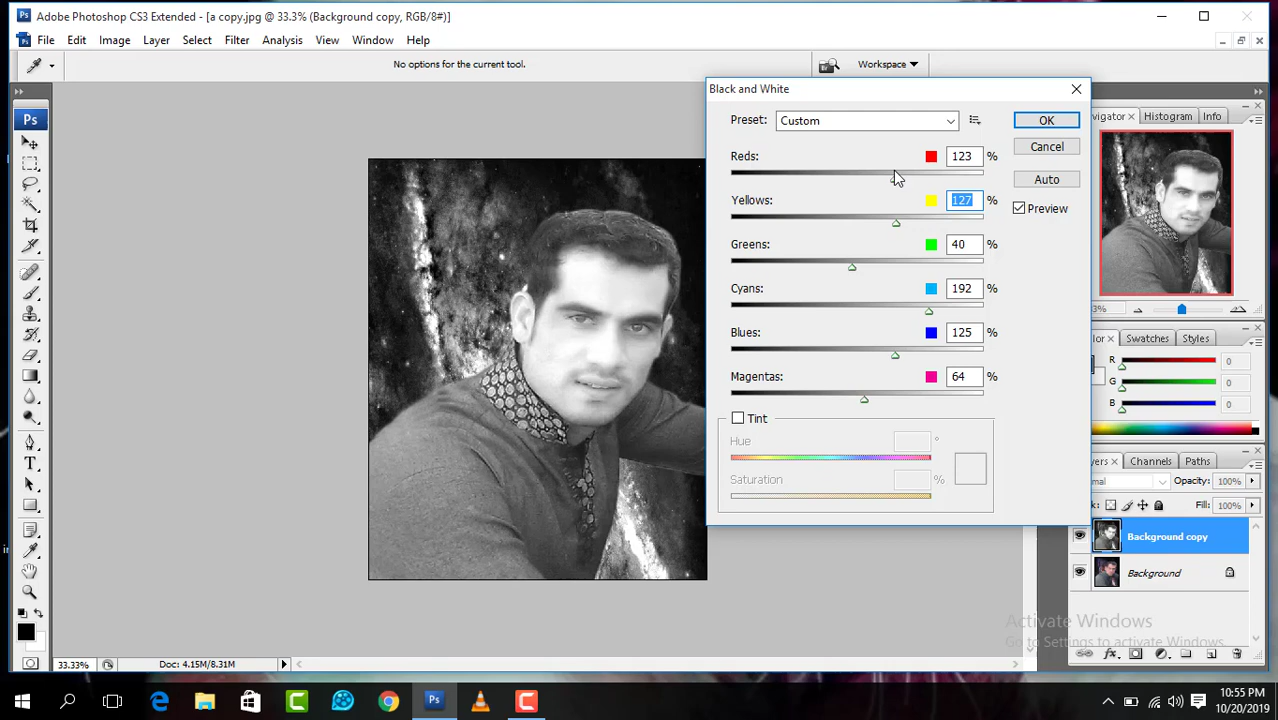 Adobe Photoshop CS3 Extended - [a copy.jpg @ 33.3% (Background copy, RGB/8#)]
File Edit Image Layer Select Filter Analysis View Window Help
No options for the current tool.
Workspace
Black and White
Preset: Custom
OK
Reds: 123 %
Cancel
Auto
Yellows: 127 %
Preview
Greens: 40 %
Cyans: 192 %
Blues: 125 %
Magentas: 64 %
Tint
Hue °
Saturation %
Ps
Histogram Info
Swatches Styles
R 0
G 0
B 0
Channels Paths
Opacity: 100%
Fill: 100%
Background copy
Background
Activate Windows
Go to Settings to activate Windows.
33.33% Doc: 4.15M/8.31M
10:55 PM
10/20/2019